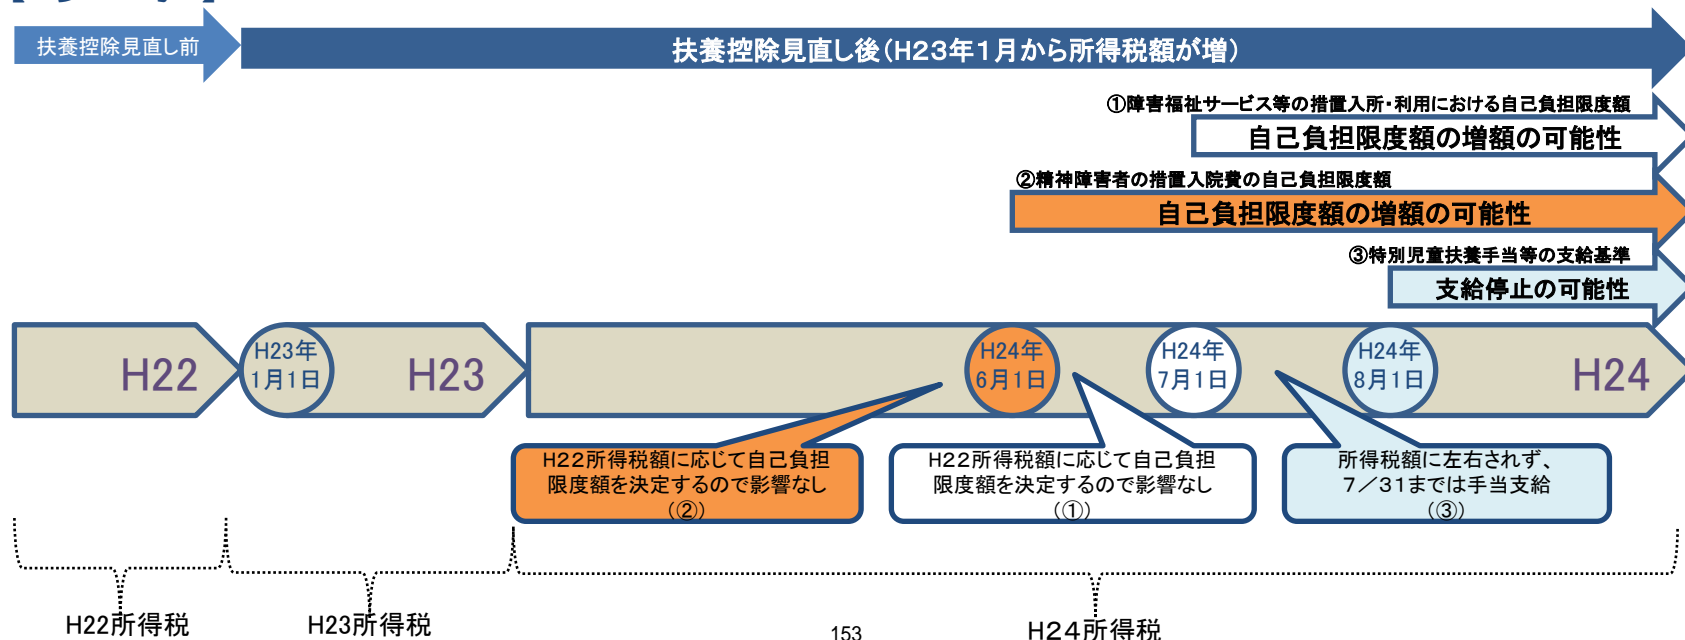 扶養控除見直し前
扶養控除見直し後(H23年1月から所得税額が増)
①障害福祉サービス等の措置入所・利用における自己負担限度額
自己負担限度額の増額の可能性
②精神障害者の措置入院費の自己負担限度額
自己負担限度額の増額の可能性
③特別児童扶養手当等の支給基準
支給停止の可能性
H22
H23年
1月1日
H23
H24年
6月1日
H24年
7月1日
H24年
8月1日
H24
H22所得税額に応じて自己負担
限度額を決定するので影響なし
(②)
H22所得税額に応じて自己負担
限度額を決定するので影響なし
(①)
所得税額に左右されず、
7/31までは手当支給
(③)
H22所得税
H23所得税
H24所得税
153